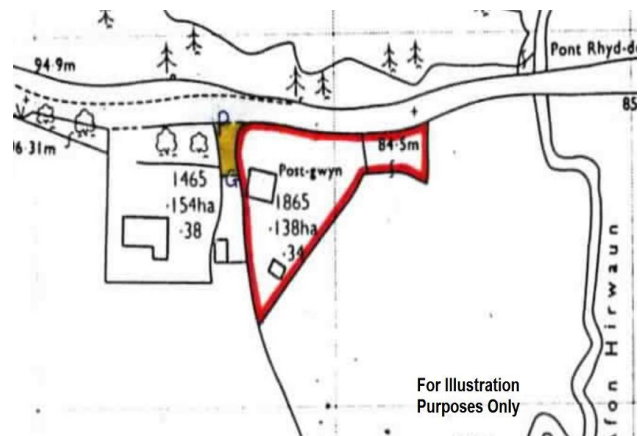 94·9m
Pont Rhyd-d
85
6·31m
P
84·5m
Post-gwyn
G
1465
·154ha
·38
1865
·138ha
·34
fon Hirwaun
For Illustration
Purposes Only